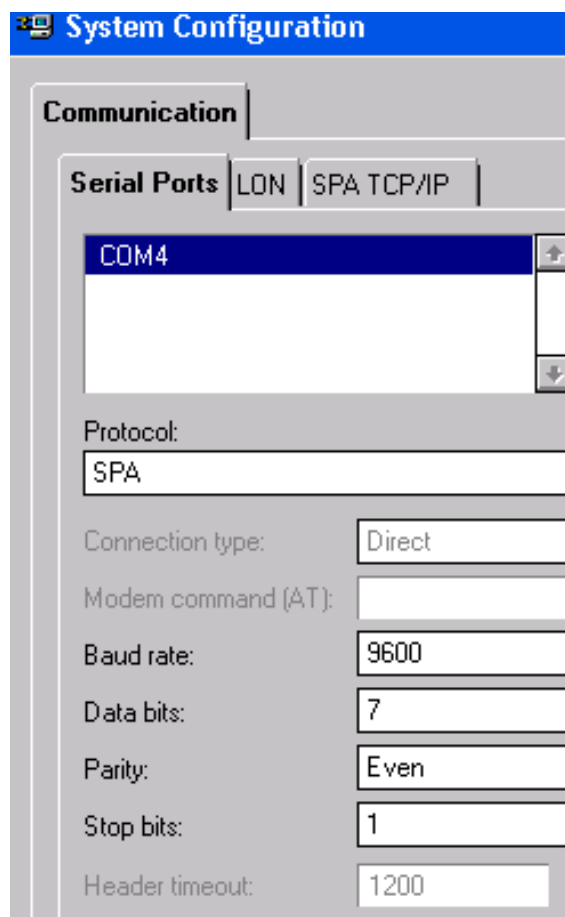 System Configuration
Communication
Serial Ports LON SPA TCP/IP
COM4
Protocol:
SPA
Connection type: Direct
Modem command (AT):
Baud rate: 9600
Data bits: 7
Parity: Even
Stop bits: 1
Header timeout: 1200